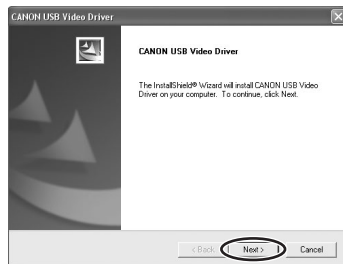 CANON USB Video Driver
CANON USB Video Driver
The InstallShield® Wizard will install CANON USB Video
Driver on your computer. To continue, click Next.
< Back
Next >
Cancel